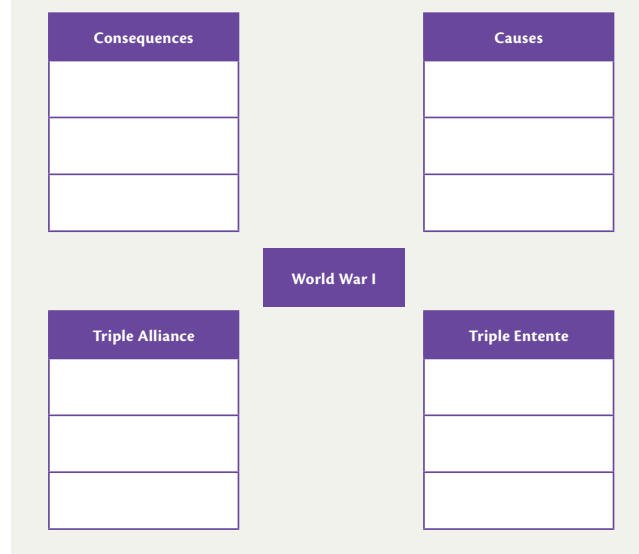 Consequences
Causes
World War I
Triple Alliance
Triple Entente